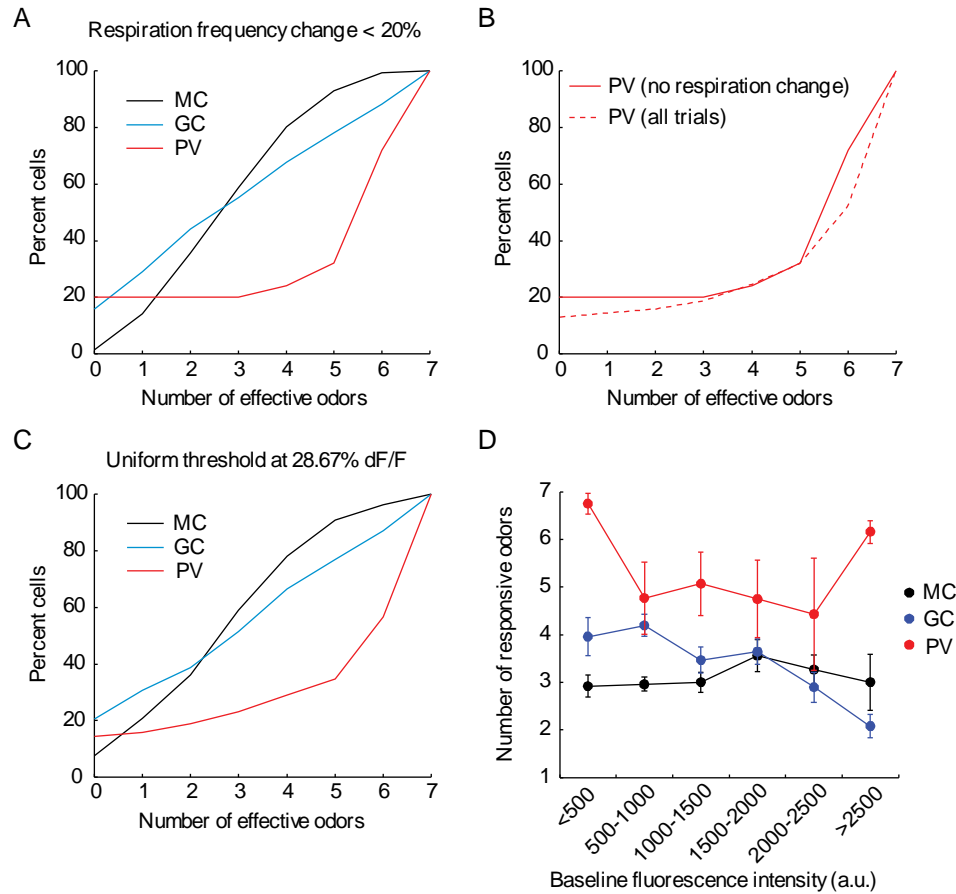 A
Respiration frequency change < 20%
Percent cells
100
80
60
40
20
0
MC
GC
PV
0 1 2 3 4 5 6 7
Number of effective odors
B
Percent cells
100
80
60
40
20
0
PV (no respiration change)
PV (all trials)
0 1 2 3 4 5 6 7
Number of effective odors
C
Uniform threshold at 28.67% dF/F
Percent cells
100
80
60
40
20
0
MC
GC
PV
0 1 2 3 4 5 6 7
Number of effective odors
D
Number of responsive odors
7
6
5
4
3
2
1
MC
GC
PV
<500
500-1000
1000-1500
1500-2000
2000-2500
>2500
Baseline fluorescence intensity (a.u.)